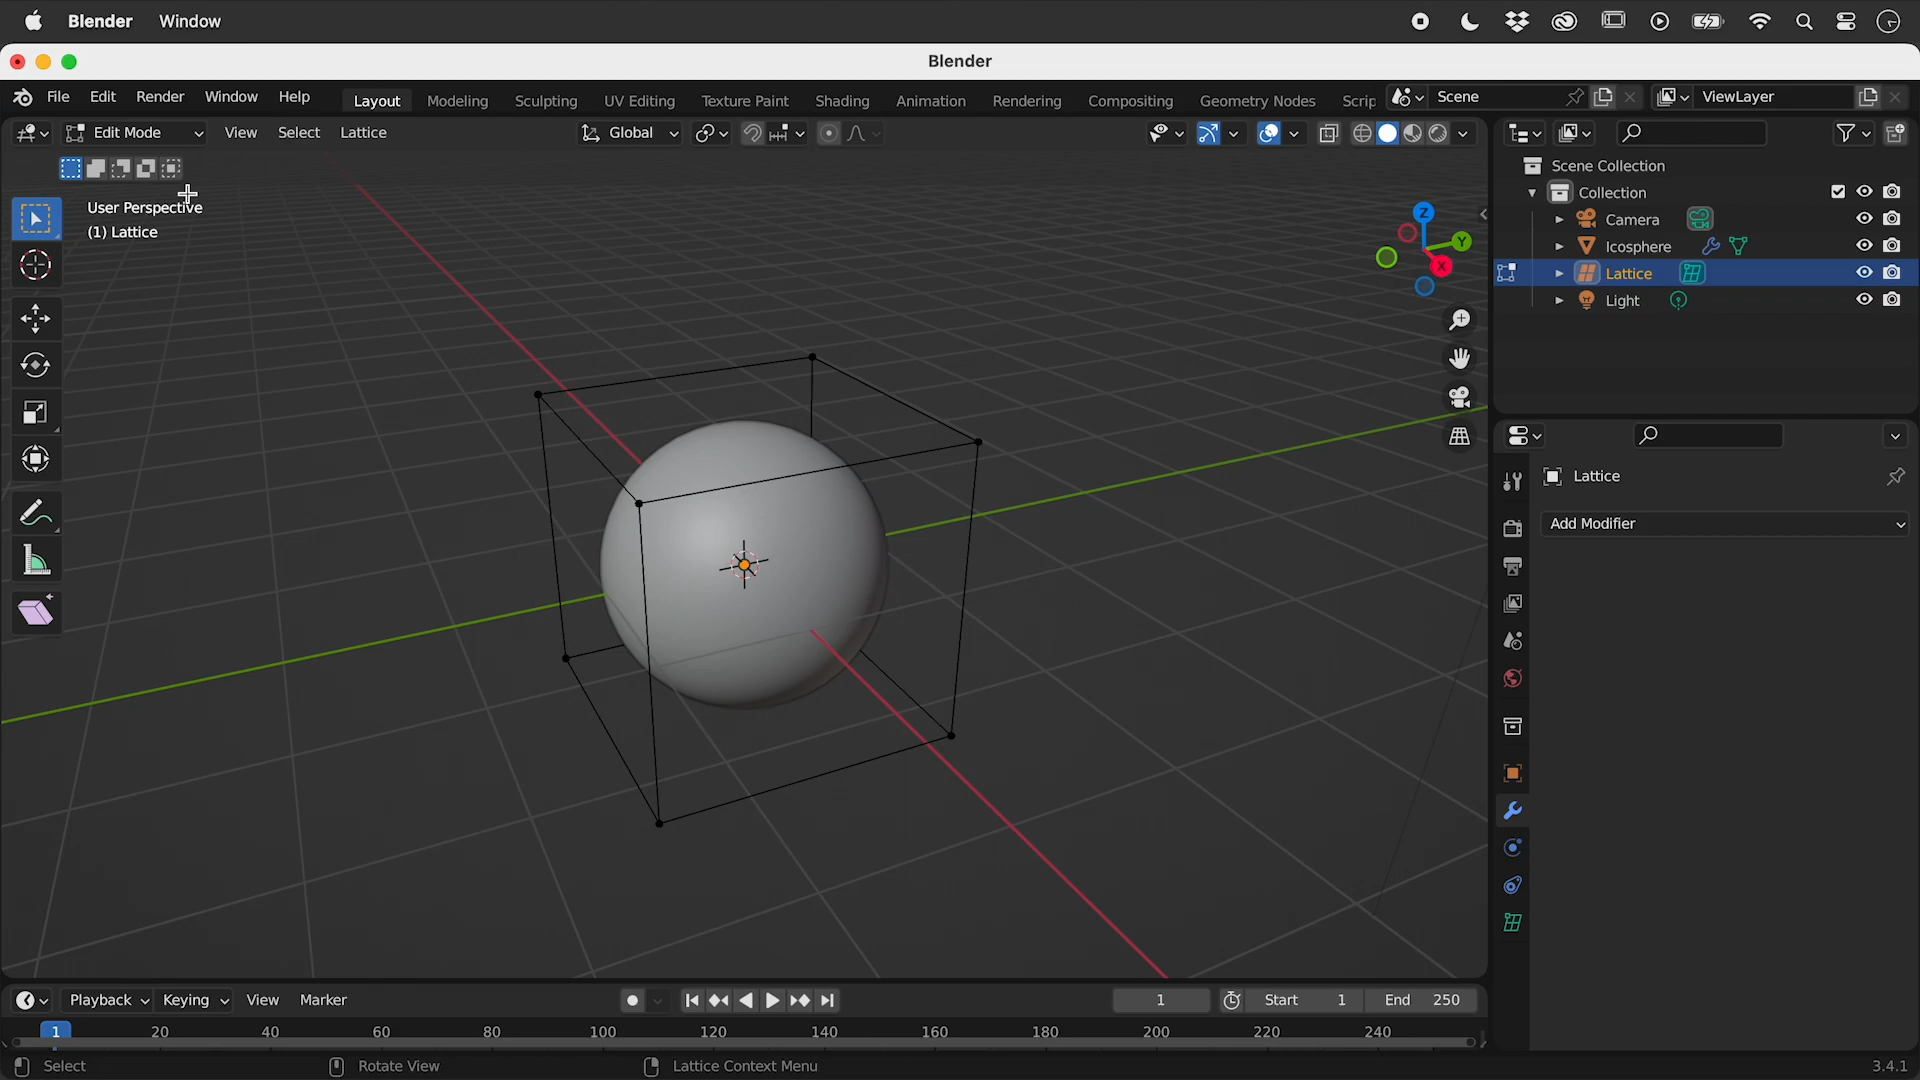 Blender Window
Blender
File Edit Render Window Help Layout Modeling Sculpting UV Editing Texture Paint Shading Animation Rendering Compositing Geometry Nodes Scrip Scene ViewLayer
Edit Mode View Select Lattice Global
User Perspective
(1) Lattice
Z
Y
X
Scene Collection
Collection
Camera
Icosphere
Lattice
Light
Lattice
Add Modifier
Playback Keying View Marker 1 Start 1 End 250
1 20 40 60 80 100 120 140 160 180 200 220 240
Select Rotate View Lattice Context Menu 3.4.1